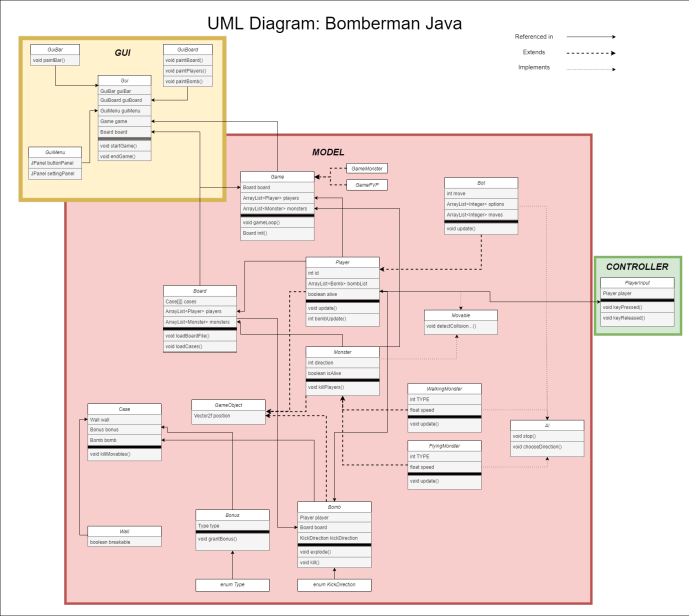 UML Diagram: Bomberman Java
Referenced in
Extends
Implements
GUI
GuiBar
void paintBar()
GuiBoard
void paintBoard()
void paintPlayers()
void paintBomb()
Gui
GuiBar guiBar
GuiBoard guiBoard
GuiMenu guiMenu
Game game
Board board
void startGame()
void endGame()
GuiMenu
JPanel buttonPanel
JPanel settingPanel
MODEL
Game
Board board
ArrayList<Player> players
ArrayList<Monster> monsters
void gameLoop()
Board init()
GameMonster
GamePVP
Bot
int move
ArrayList<Integer> options
ArrayList<Integer> moves
void update()
Player
int id
ArrayList<Bomb> bombList
boolean alive
void update()
int bombUpdate()
CONTROLLER
PlayerInput
Player player
void keyPressed()
void keyReleased()
Board
Case[][] cases
ArrayList<Player> players
ArrayList<Monster> monsters
void loadBoardFile()
void loadCases()
Movable
void detectCollision...()
Monster
int direction
boolean isAlive
void killPlayers()
GameObject
Vector2f position
WalkingMonster
int TYPE
float speed
void update()
Case
Wall wall
Bonus bonus
Bomb bomb
void killMovables()
AI
void stop()
void chooseDirection()
FlyingMonster
int TYPE
float speed
void update()
Wall
boolean breakable
Bonus
Type type
void grantBonus()
Bomb
Player player
Board board
KickDirection kickDirection
void explode()
void kill()
enum Type
enum KickDirection